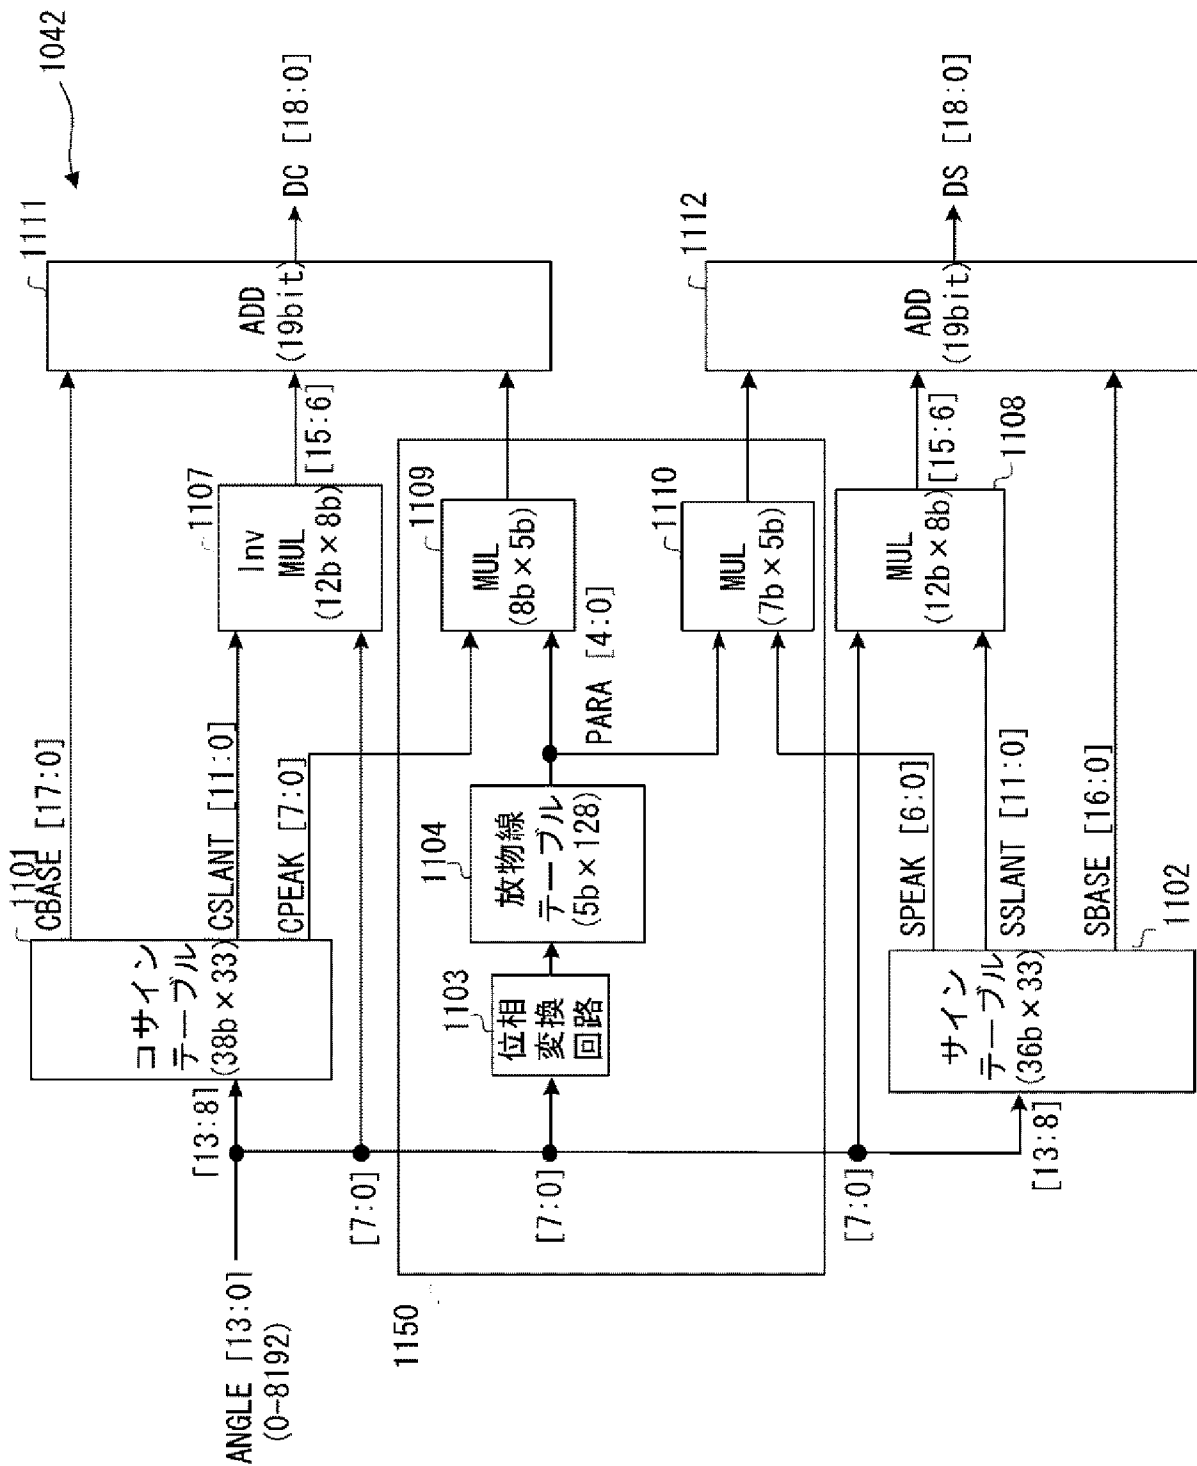 1042
ANGLE [13:0]
(0-8192)
[13:8]
1101
コサイン
テーブル
(38b×33)
CBASE [17:0]
CSLANT [11:0]
CPEAK [7:0]
[7:0]
1107
Inv
MUL
(12b×8b)
[15:6]
1111
ADD
(19bit)
DC [18:0]
1150
[7:0]
1103
位相
変換
回路
1104
放物線
テーブル
(5b×128)
PARA [4:0]
1109
MUL
(8b×5b)
1110
MUL
(7b×5b)
[7:0]
[13:8]
サイン
テーブル
(36b×33)
1102
SPEAK [6:0]
SSLANT [11:0]
SBASE [16:0]
MUL
(12b×8b)
1108
[15:6]
1112
ADD
(19bit)
DS [18:0]